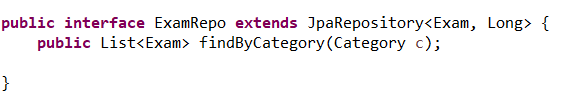 public interface ExamRepo extends JpaRepository<Exam, Long> {
public List<Exam> findByCategory(Category c);
}